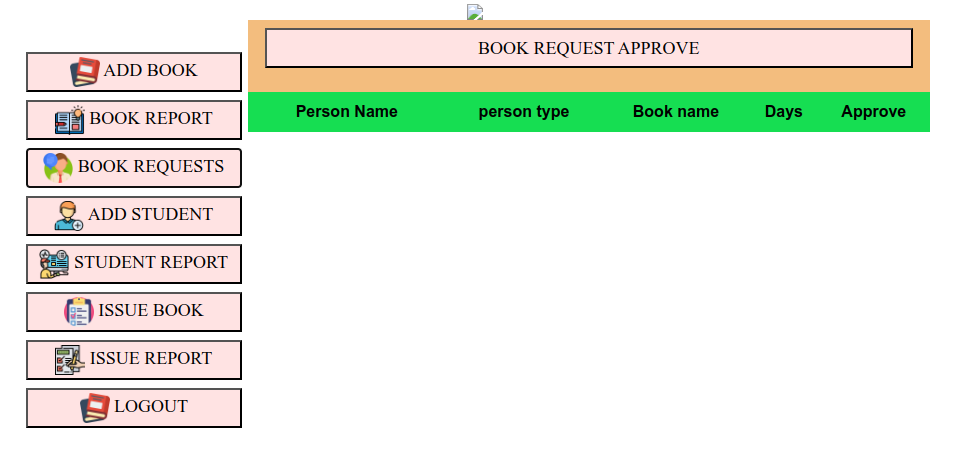 ADD BOOK
BOOK REPORT
BOOK REQUESTS
ADD STUDENT
STUDENT REPORT
ISSUE BOOK
ISSUE REPORT
LOGOUT
BOOK REQUEST APPROVE
Person Name person type Book name Days Approve